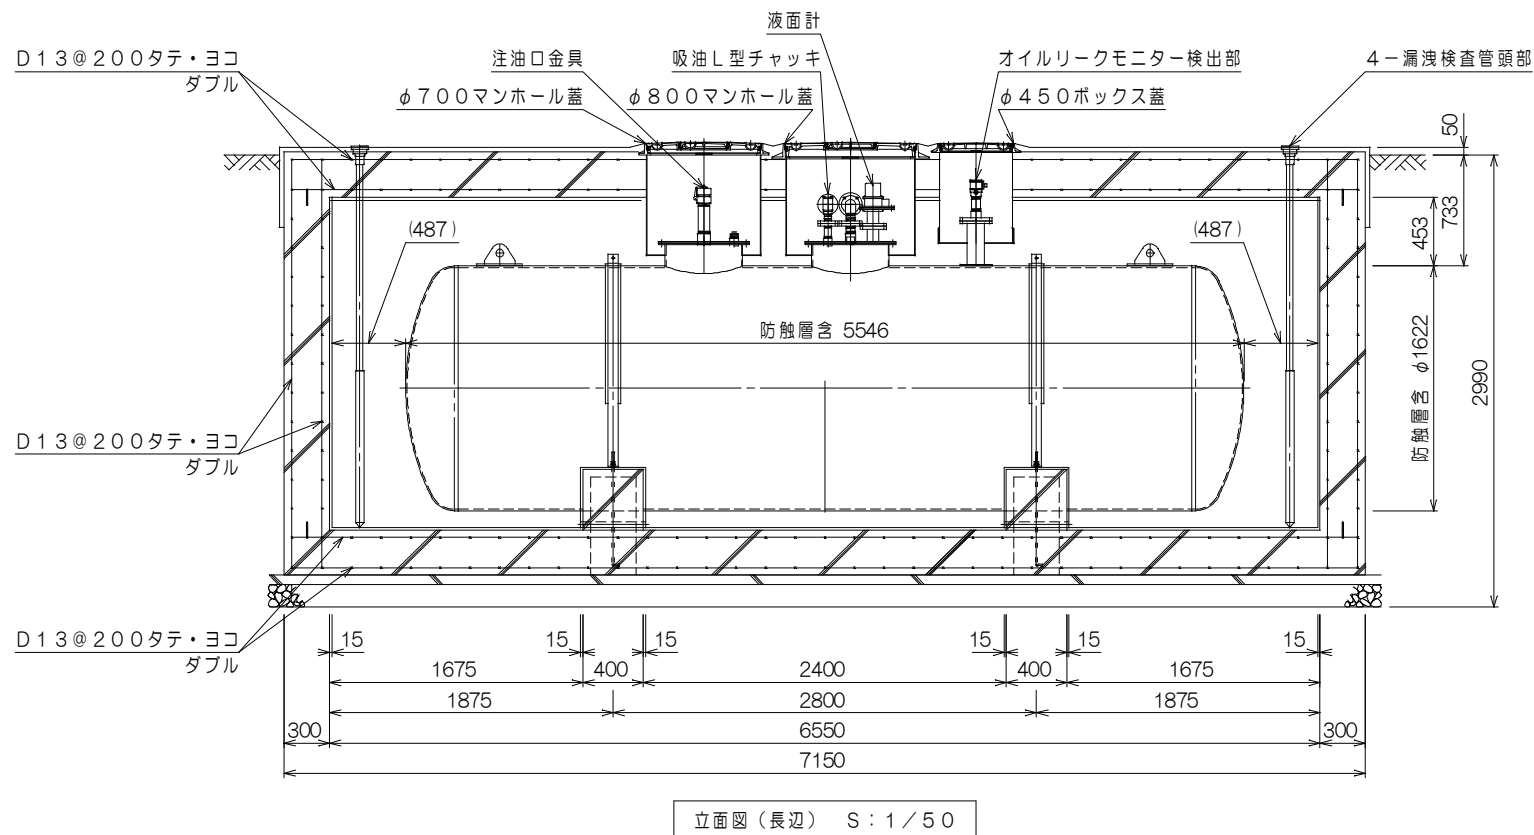 液面計
D13@200タテ・ヨコ
ダブル
注油口金具
吸油L型チャッキ
オイルリークモニター検出部
4－漏洩検査管頭部
φ700マンホール蓋
φ800マンホール蓋
φ450ボックス蓋
50
733
453
(487)
(487)
防触層含 5546
防触層含 φ1622
2990
D13@200タテ・ヨコ
ダブル
D13@200タテ・ヨコ
ダブル
15
15
15
15
15
15
1675
400
2400
400
1675
1875
2800
1875
300
6550
300
7150
立面図（長辺） S：1／50